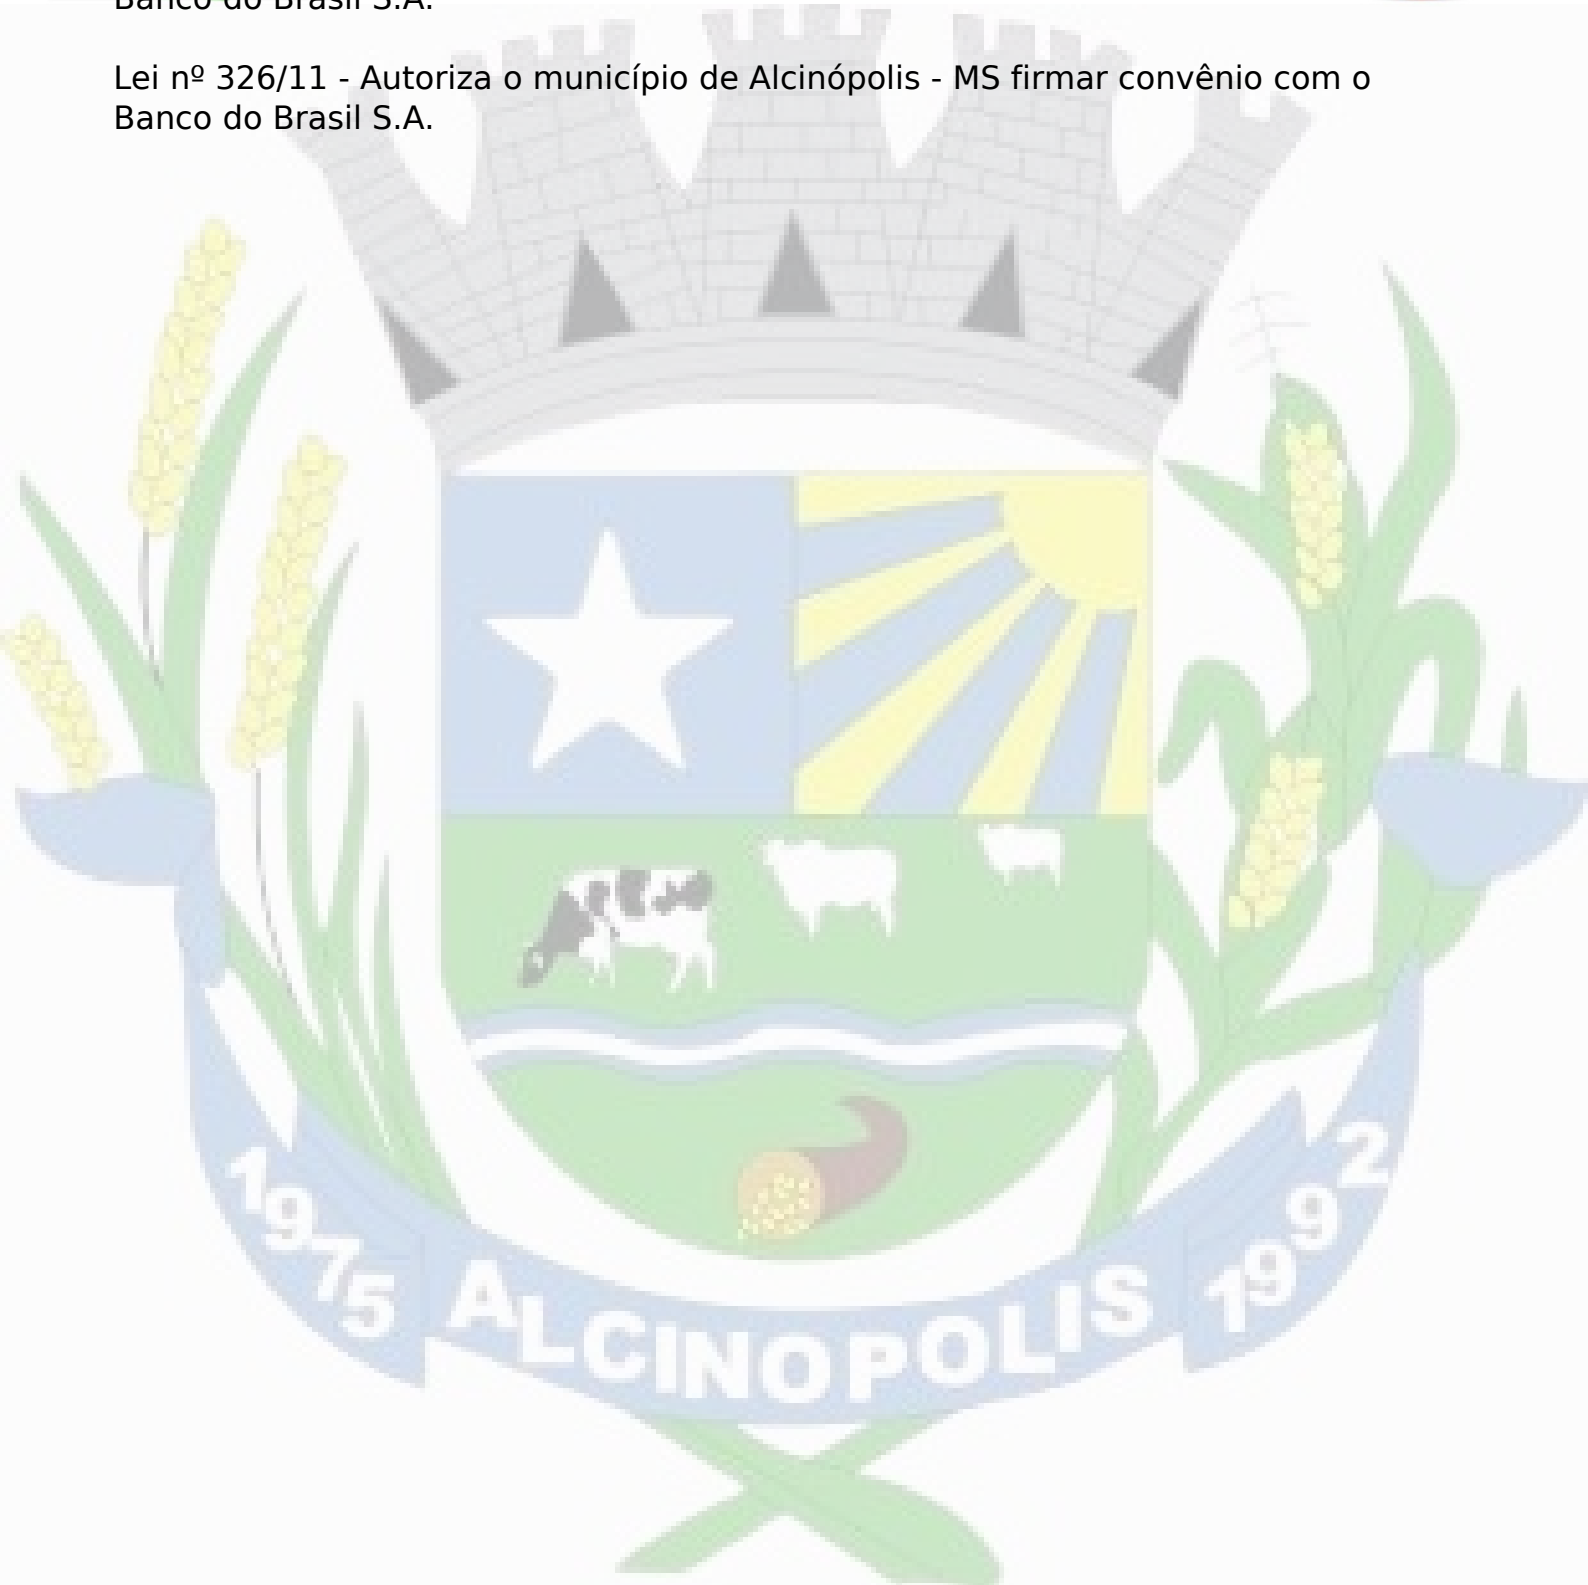 Banco do Brasil S.A.
Lei nº 326/11 - Autoriza o município de Alcinópolis - MS firmar convênio com o
Banco do Brasil S.A.
1975 ALCINOPOLIS 1992